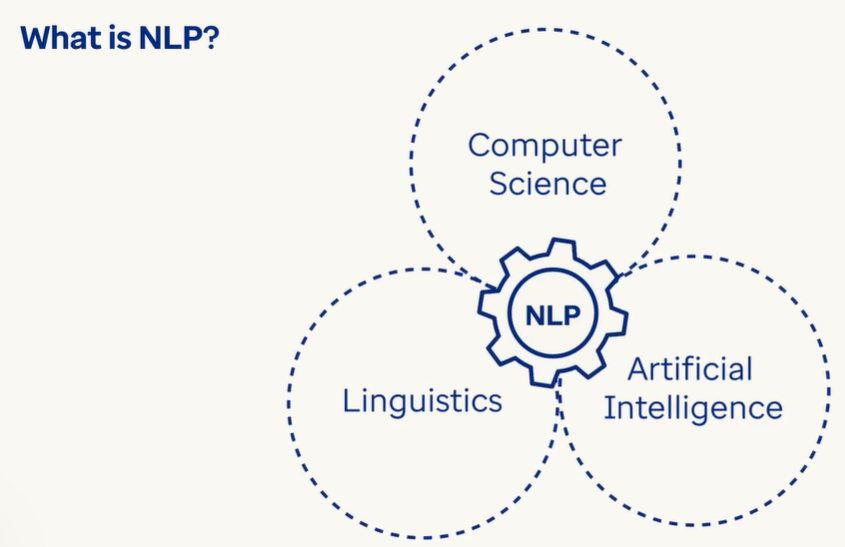 What is NLP?
Computer
Science
NLP
Linguistics
Artificial
Intelligence